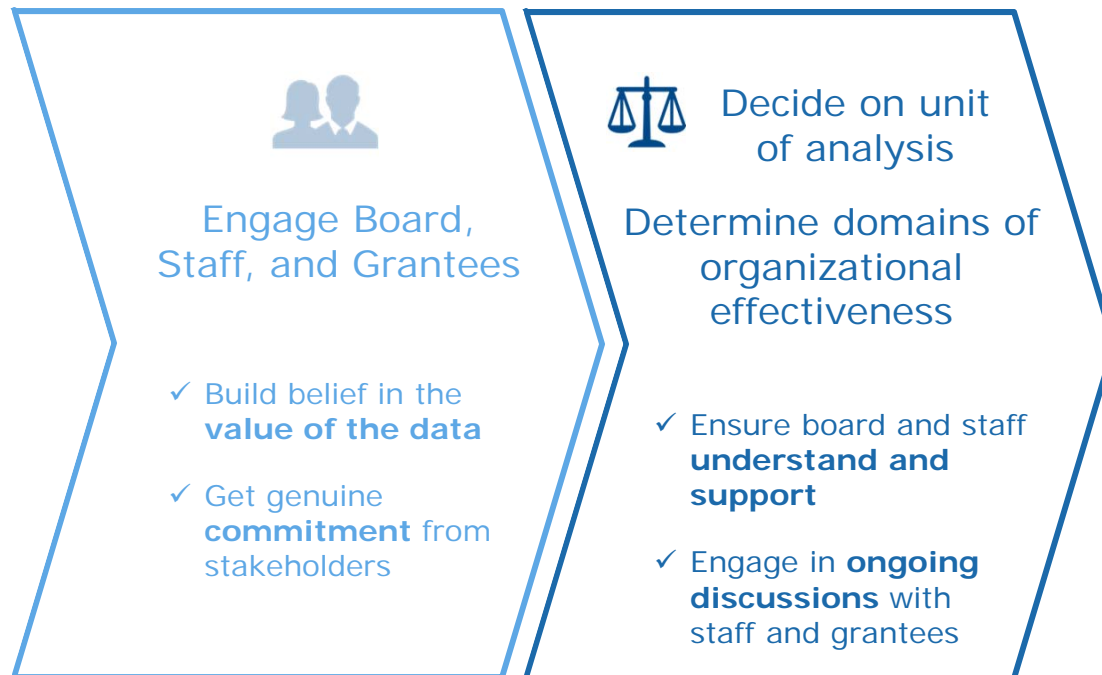 Engage Board,
Staff, and Grantees
✓ Build belief in the
value of the data
✓ Get genuine
commitment from
stakeholders
Decide on unit
of analysis
Determine domains of
organizational
effectiveness
✓ Ensure board and staff
understand and
support
✓ Engage in ongoing
discussions with
staff and grantees